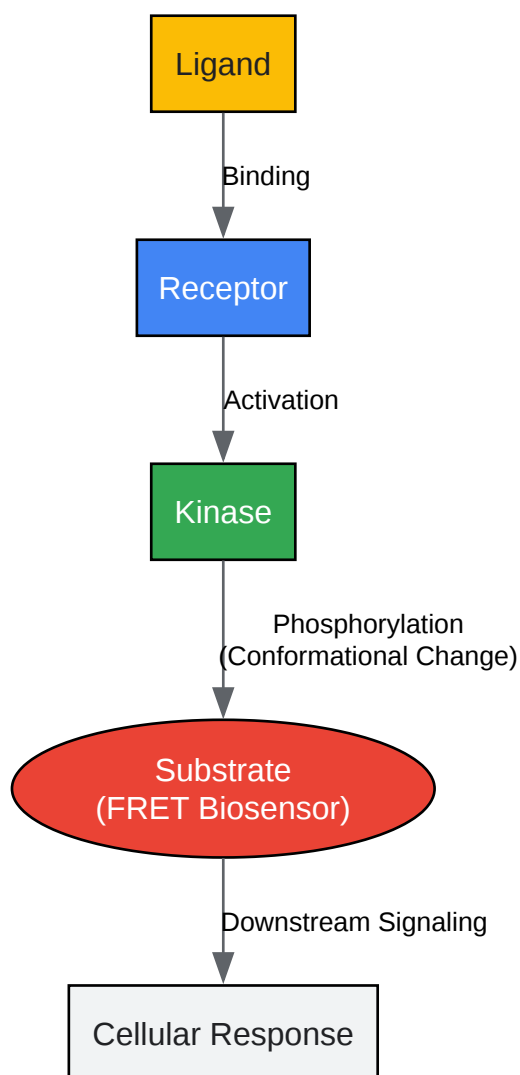 Ligand
Binding
Receptor
Activation
Kinase
Phosphorylation
(Conformational Change)
Substrate
(FRET Biosensor)
Downstream Signaling
Cellular Response